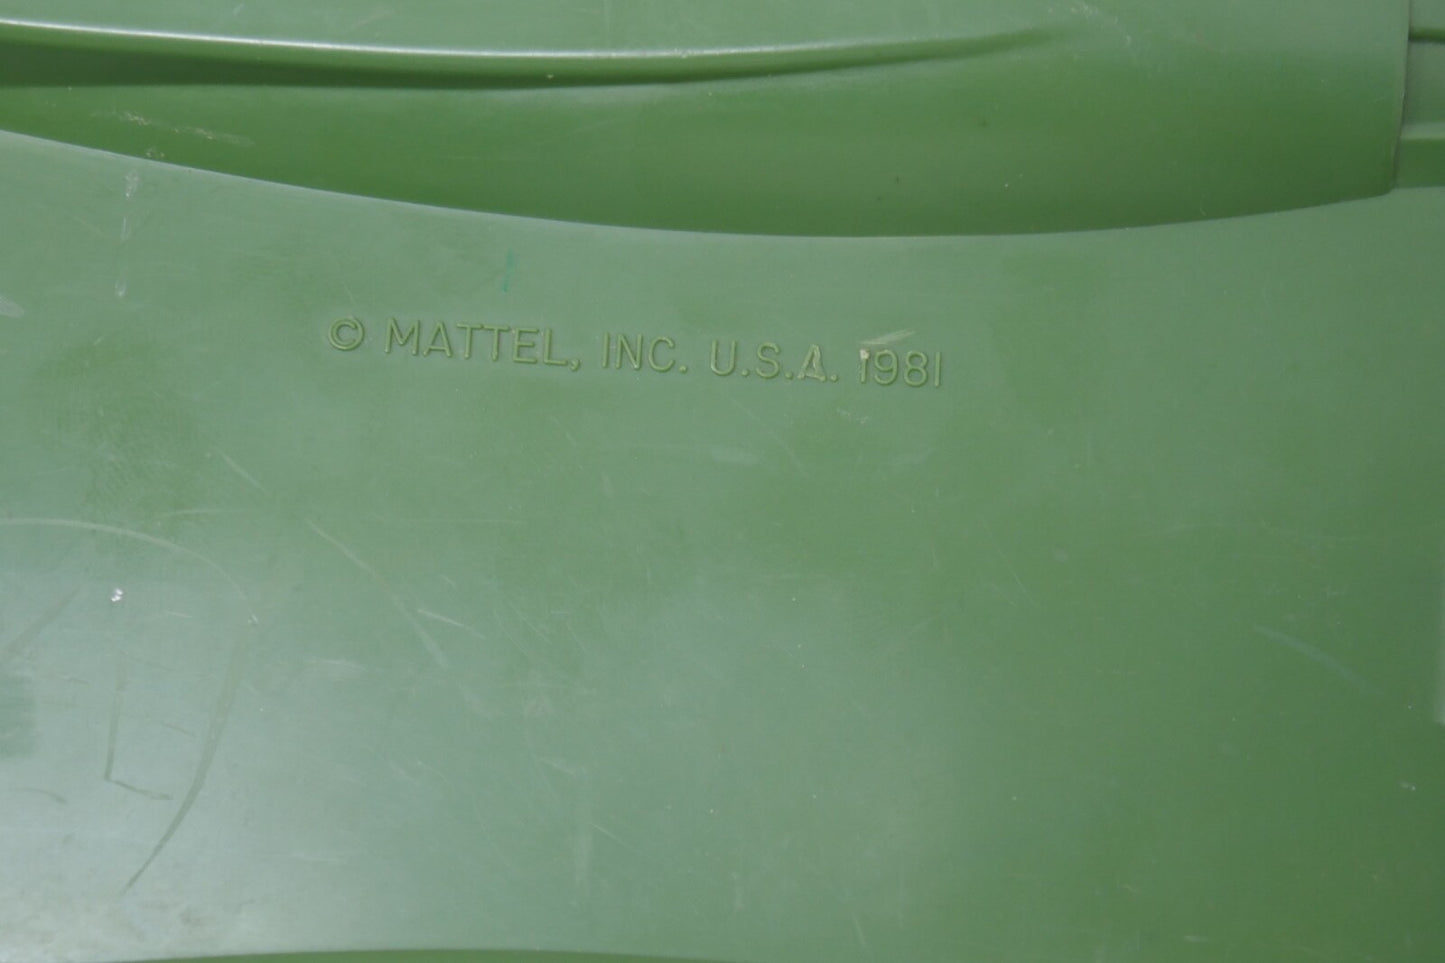 © MATTEL, INC. U.S.A. 1981